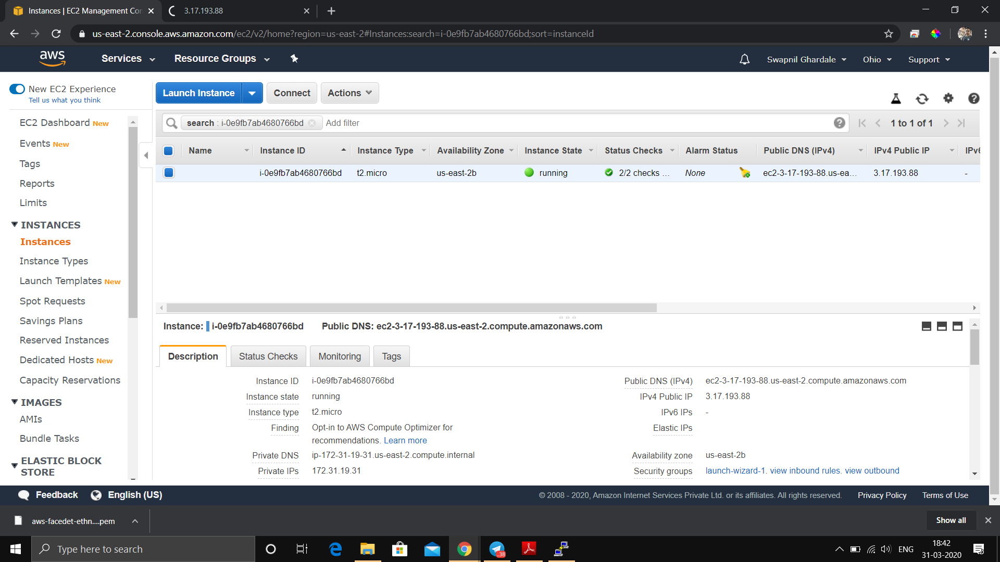 Instances | EC2 Management Con
3.17.193.88
us-east-2.console.aws.amazon.com/ec2/v2/home?region=us-east-2#Instances:search=i-0e9fb7ab4680766bd;sort=instanceId
aws
Services
Resource Groups
Swapnil Ghardale
Ohio
Support
New EC2 Experience
Tell us what you think
EC2 Dashboard New
Events New
Tags
Reports
Limits
INSTANCES
Instances
Instance Types
Launch Templates New
Spot Requests
Savings Plans
Reserved Instances
Dedicated Hosts New
Capacity Reservations
IMAGES
AMIs
Bundle Tasks
ELASTIC BLOCK
STORE
Launch Instance
Connect
Actions
search : i-0e9fb7ab4680766bd
Add filter
1 to 1 of 1
Name Instance ID Instance Type Availability Zone Instance State Status Checks Alarm Status Public DNS (IPv4) IPv4 Public IP IPv6
i-0e9fb7ab4680766bd t2.micro us-east-2b running 2/2 checks ... None ec2-3-17-193-88.us-ea... 3.17.193.88 -
Instance: i-0e9fb7ab4680766bd Public DNS: ec2-3-17-193-88.us-east-2.compute.amazonaws.com
Description
Status Checks
Monitoring
Tags
Instance ID i-0e9fb7ab4680766bd
Instance state running
Instance type t2.micro
Finding Opt-in to AWS Compute Optimizer for
recommendations. Learn more
Private DNS ip-172-31-19-31.us-east-2.compute.internal
Private IPs 172.31.19.31
Public DNS (IPv4) ec2-3-17-193-88.us-east-2.compute.amazonaws.com
IPv4 Public IP 3.17.193.88
IPv6 IPs -
Elastic IPs
Availability zone us-east-2b
Security groups launch-wizard-1. view inbound rules. view outbound
Feedback
English (US)
© 2008 - 2020, Amazon Internet Services Private Ltd. or its affiliates. All rights reserved.
Privacy Policy
Terms of Use
aws-facedet-ethn....pem
Show all
Type here to search
..38
ENG
18:42
31-03-2020